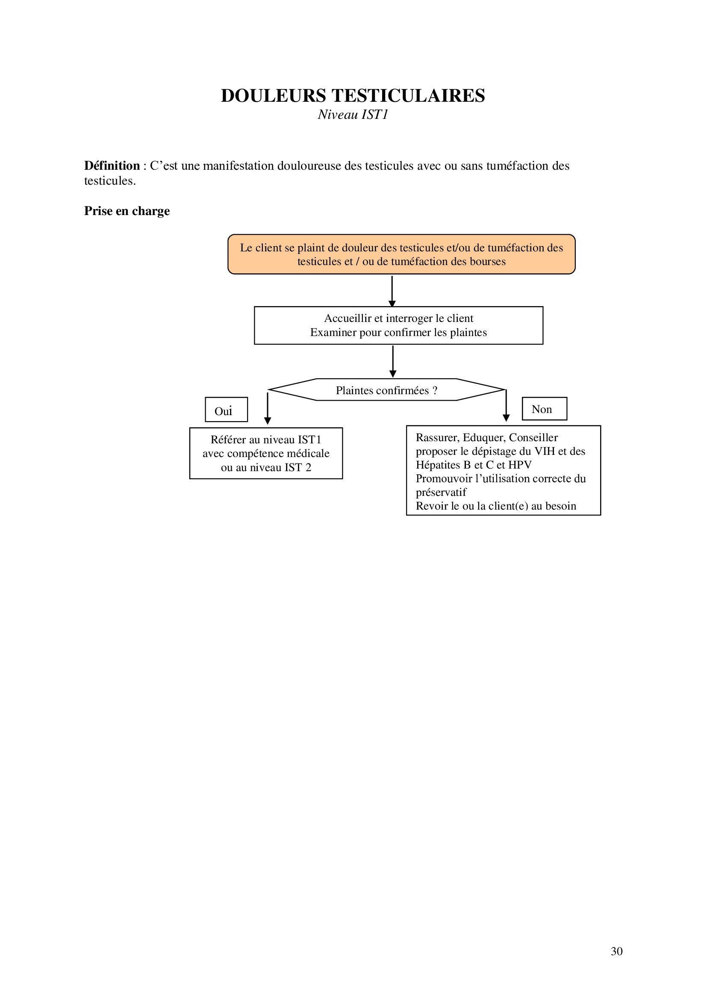 DOULEURS TESTICULAIRES
Niveau IST1
Définition : C’est une manifestation douloureuse des testicules avec ou sans tuméfaction des
testicules.
Prise en charge
Le client se plaint de douleur des testicules et/ou de tuméfaction des
testicules et / ou de tuméfaction des bourses
Accueillir et interroger le client
Examiner pour confirmer les plaintes
Plaintes confirmées ?
Oui
Non
Référer au niveau IST1
avec compétence médicale
ou au niveau IST 2
Rassurer, Eduquer, Conseiller
proposer le dépistage du VIH et des
Hépatites B et C et HPV
Promouvoir l’utilisation correcte du
préservatif
Revoir le ou la client(e) au besoin
30